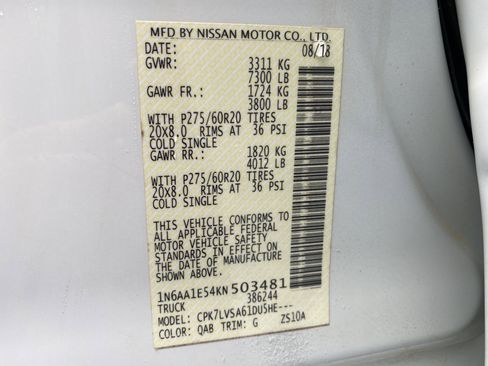 MFD BY NISSAN MOTOR CO., LTD.
DATE: 08/18
GVWR: 3311 KG
7300 LB
GAWR FR.: 1724 KG
3800 LB
WITH P275/60R20 TIRES
20X8.0 RIMS AT 36 PSI
COLD SINGLE
GAWR RR.: 1820 KG
4012 LB
WITH P275/60R20 TIRES
20X8.0 RIMS AT 36 PSI
COLD SINGLE
THIS VEHICLE CONFORMS TO
ALL APPLICABLE FEDERAL
MOTOR VEHICLE SAFETY
STANDARDS IN EFFECT ON
THE DATE OF MANUFACTURE
SHOWN ABOVE.
1N6AA1E54KN503481
TRUCK 386244
MODEL: CPK7LVSA61DU5HE---
COLOR: QAB TRIM: G ZS10A